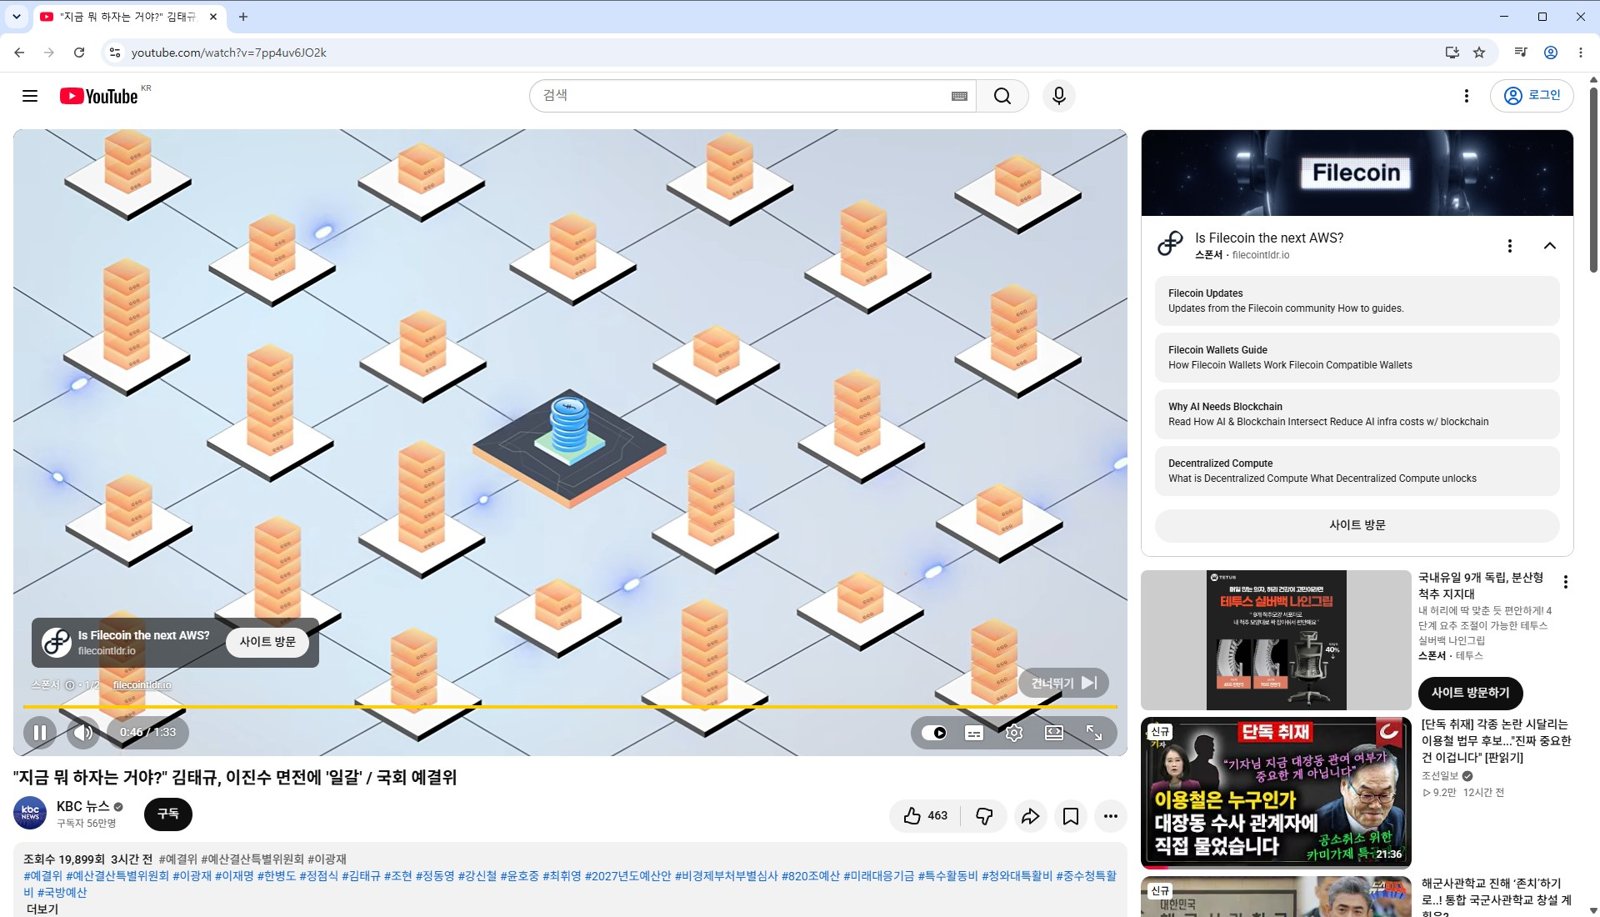 "지금 뭐 하자는 거야?" 김태규
youtube.com/watch?v=7pp4uv6JO2k
YouTube KR
검색
로그인
Is Filecoin the next AWS?
filecointldr.io
사이트 방문
스폰서 · 1/2 filecointldr.io
건너뛰기
0:46 / 1:33
"지금 뭐 하자는 거야?" 김태규, 이진수 면전에 '일갈' / 국회 예결위
kbc NEWS
KBC 뉴스
구독자 56만명
구독
463
조회수 19,899회 3시간 전 #예결위 #예산결산특별위원회 #이광재
#예결위 #예산결산특별위원회 #이광재 #이재명 #한병도 #정점식 #김태규 #조현 #정동영 #강신철 #윤호중 #최휘영 #2027년도예산안 #비경제부처부별심사 #820조예산 #미래대응기금 #특수활동비 #청와대특활비 #중수청특활
비 #국방예산
더보기
Filecoin
Is Filecoin the next AWS?
스폰서 · filecointldr.io
Filecoin Updates
Updates from the Filecoin community How to guides.
Filecoin Wallets Guide
How Filecoin Wallets Work Filecoin Compatible Wallets
Why AI Needs Blockchain
Read How AI & Blockchain Intersect Reduce AI infra costs w/ blockchain
Decentralized Compute
What is Decentralized Compute What Decentralized Compute unlocks
사이트 방문
TETUS
테투스 실버백 나인그립
40%
국내유일 9개 독립, 분산형
척추 지지대
내 허리에 딱 맞춘 듯 편안하게! 4
단계 요추 조절이 가능한 테투스
실버백 나인그립
스폰서 · 테투스
사이트 방문하기
신규
단독 취재
"기자님 지금 대장동 관여 여부가
중요한 게 아닙니다"
이용철은 누구인가
대장동 수사 관계자에
직접 물었습니다
공소취소 위한
카미가제 특
21:36
[단독 취재] 각종 논란 시달리는
이용철 법무 후보..."진짜 중요한
건 이겁니다" [판읽기]
조선일보
9.2만 12시간 전
신규
대한민국
해군사관학교 진해 '존치'하기
로..! 통합 국군사관학교 창설 계